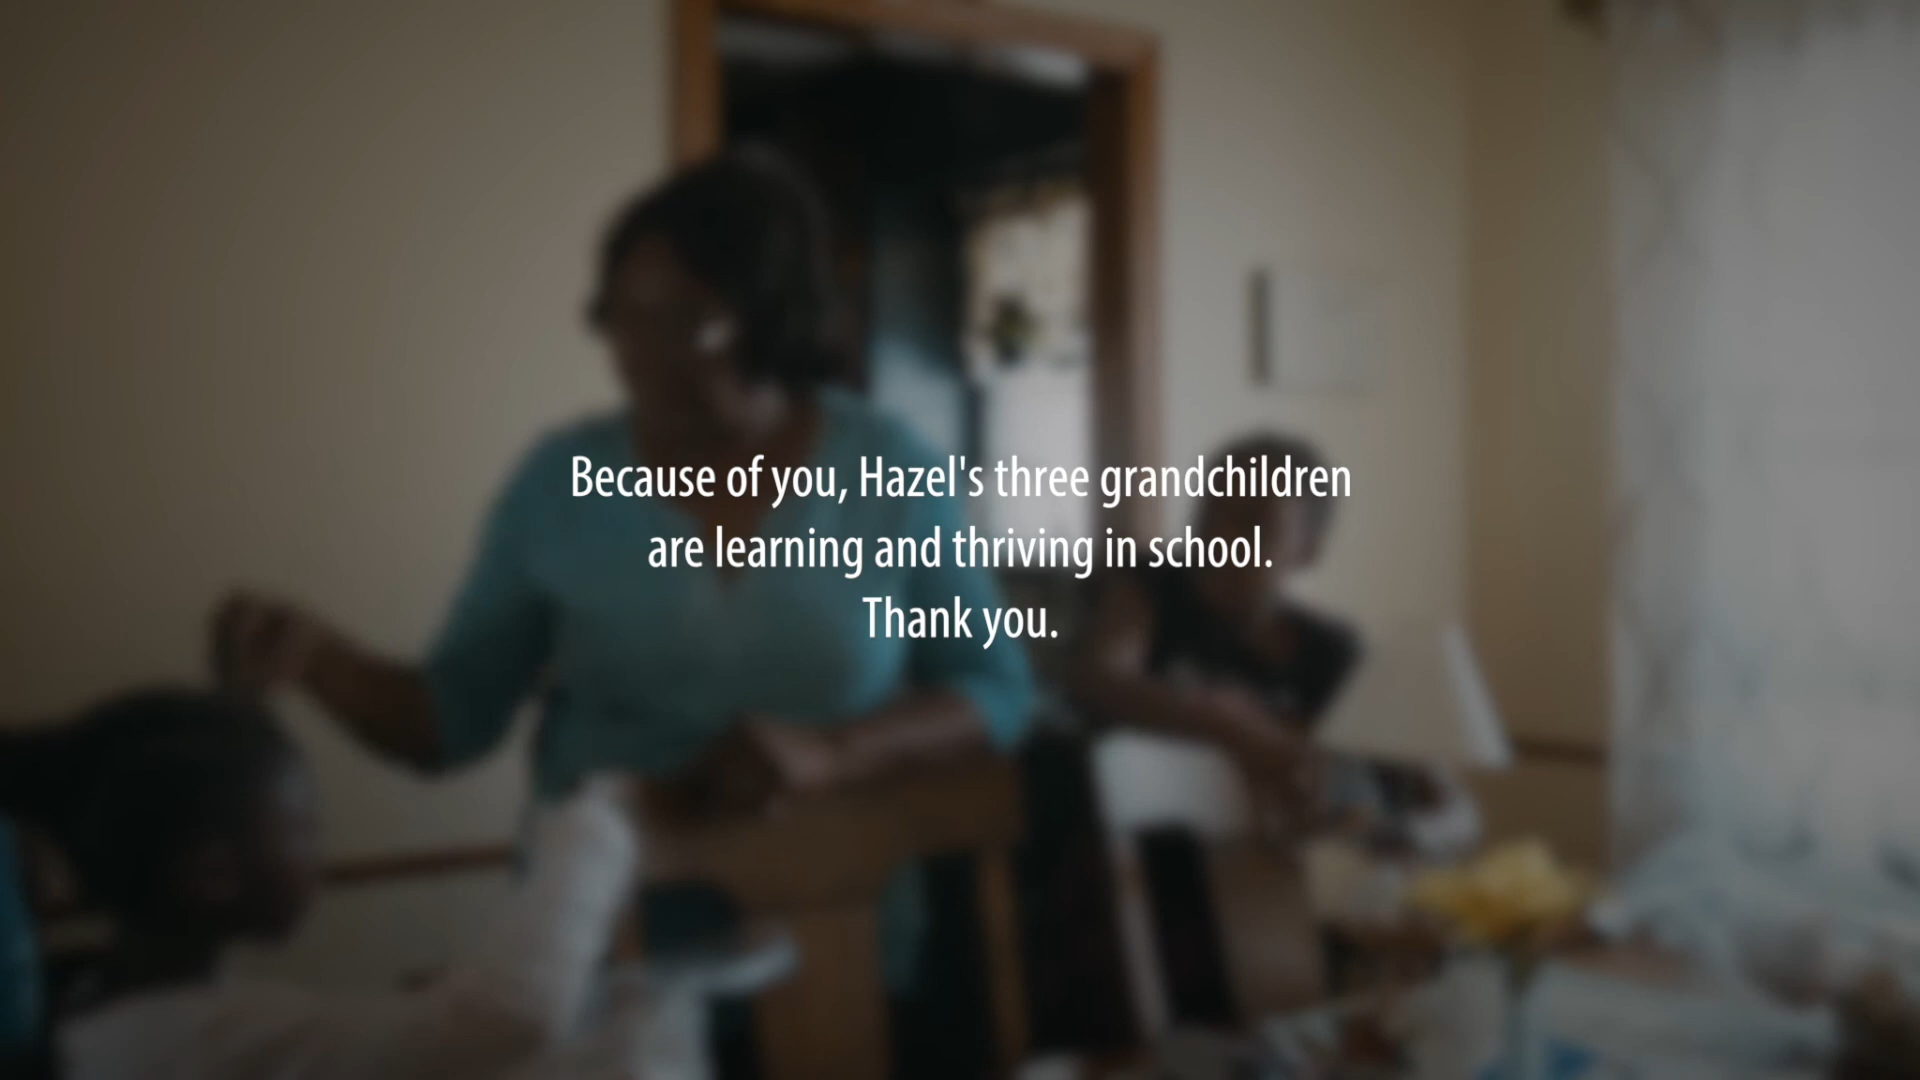 Because of you, Hazel's three grandchildren
are learning and thriving in school.
Thank you.